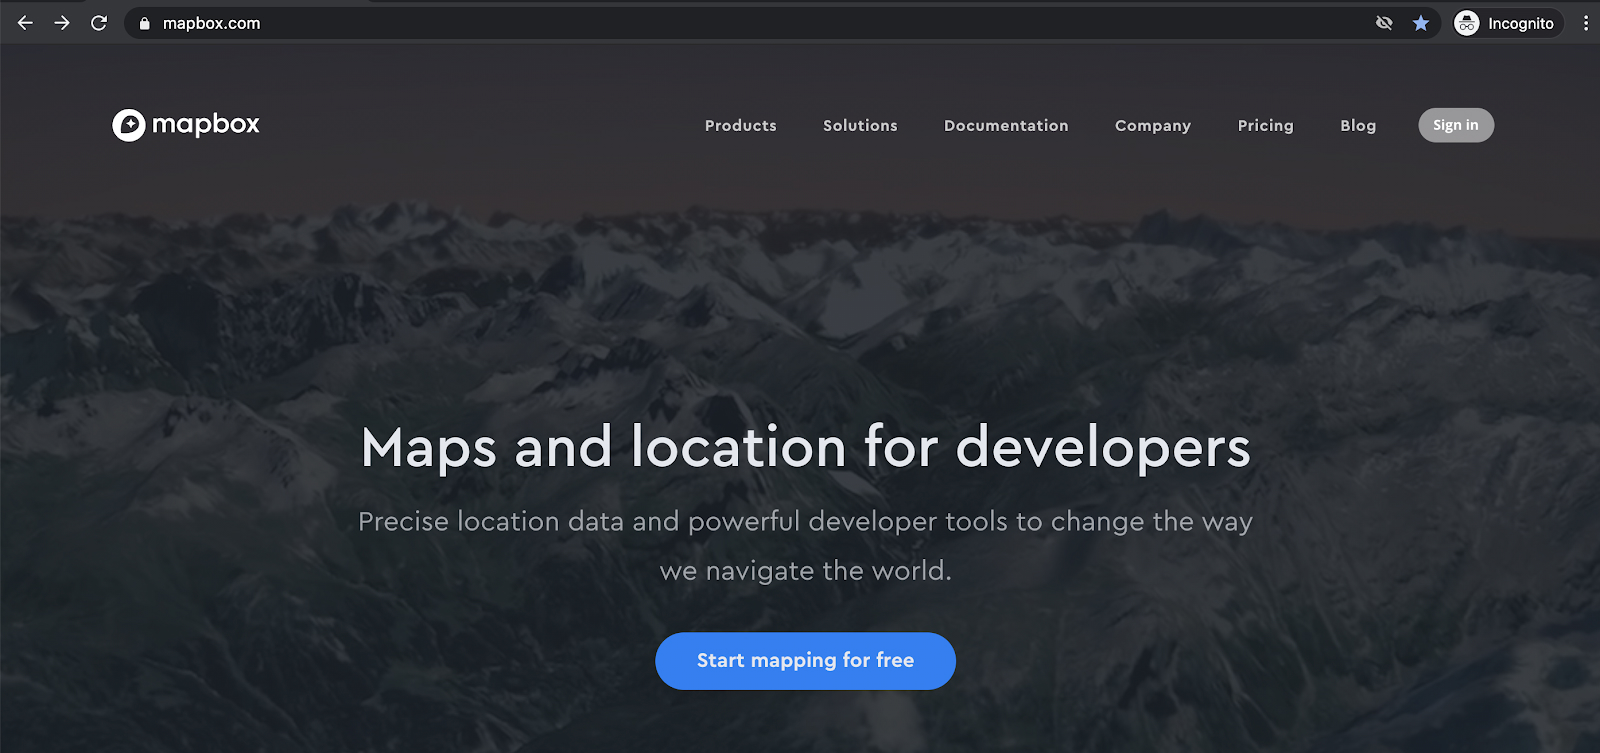 mapbox.com
Incognito
mapbox
Products
Solutions
Documentation
Company
Pricing
Blog
Sign in
Maps and location for developers
Precise location data and powerful developer tools to change the way
we navigate the world.
Start mapping for free